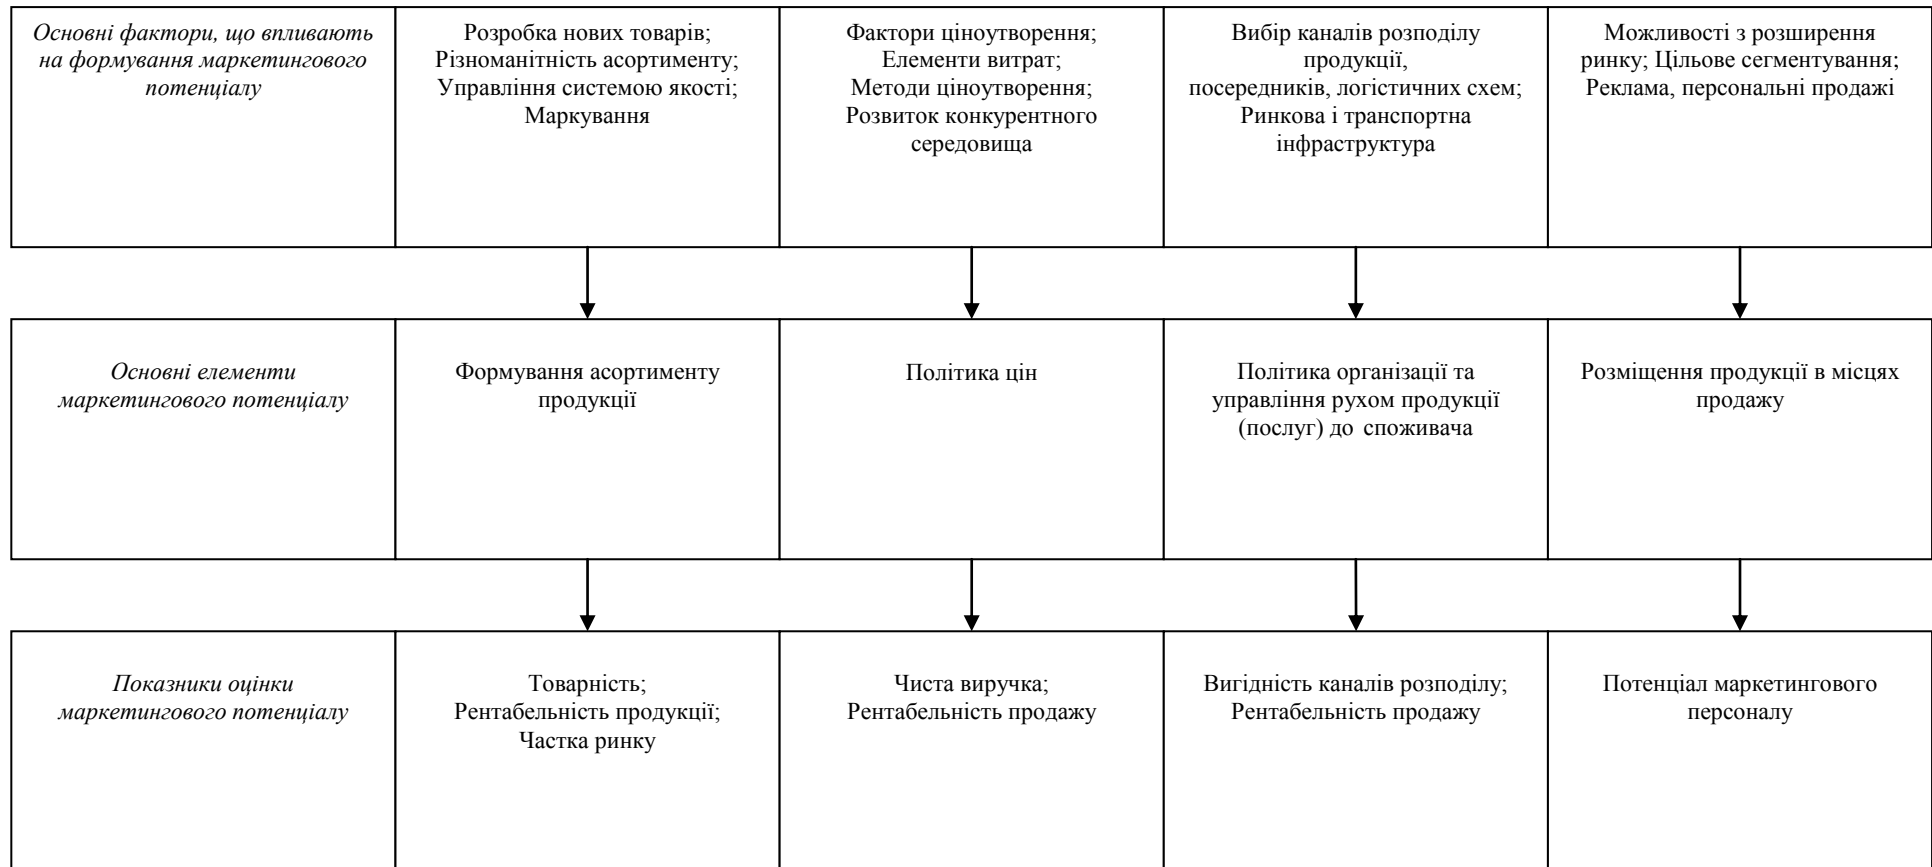 Основні фактори, що впливають
на формування маркетингового
потенціалу
Розробка нових товарів;
Різноманітність асортименту;
Управління системою якості;
Маркування
Фактори ціноутворення;
Елементи витрат;
Методи ціноутворення;
Розвиток конкурентного
середовища
Вибір каналів розподілу
продукції,
посередників, логістичних схем;
Ринкова і транспортна
інфраструктура
Можливості з розширення
ринку; Цільове сегментування;
Реклама, персональні продажі
Основні елементи
маркетингового потенціалу
Формування асортименту
продукції
Політика цін
Політика організації та
управління рухом продукції
(послуг) до споживача
Розміщення продукції в місцях
продажу
Показники оцінки
маркетингового потенціалу
Товарність;
Рентабельність продукції;
Частка ринку
Чиста виручка;
Рентабельність продажу
Вигідність каналів розподілу;
Рентабельність продажу
Потенціал маркетингового
персоналу